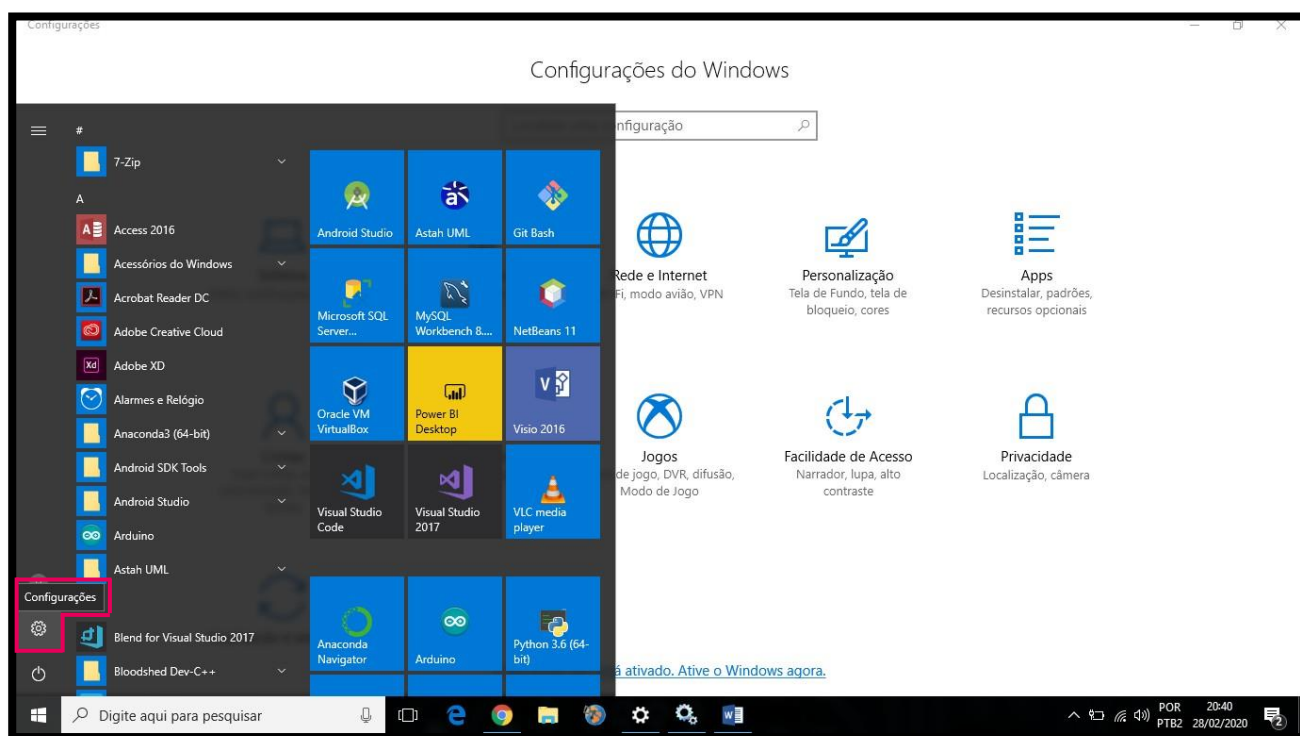 Configurações
Configurações do Windows
nfiguração
#
7-Zip
A
Access 2016
Acessórios do Windows
Acrobat Reader DC
Adobe Creative Cloud
Adobe XD
Alarmes e Relógio
Anaconda3 (64-bit)
Android SDK Tools
Android Studio
Arduino
Astah UML
Configurações
Blend for Visual Studio 2017
Bloodshed Dev-C++
Android Studio
Astah UML
Git Bash
Microsoft SQL
Server...
MySQL
Workbench 8....
NetBeans 11
Oracle VM
VirtualBox
Power BI
Desktop
Visio 2016
Visual Studio
Code
Visual Studio
2017
VLC media
player
Anaconda
Navigator
Arduino
Python 3.6 (64-
bit)
Rede e Internet
Fi, modo avião, VPN
Personalização
Tela de Fundo, tela de
bloqueio, cores
Apps
Desinstalar, padrões,
recursos opcionais
Jogos
de jogo, DVR, difusão,
Modo de Jogo
Facilidade de Acesso
Narrador, lupa, alto
contraste
Privacidade
Localização, câmera
á ativado. Ative o Windows agora.
Digite aqui para pesquisar
POR
PTB2
20:40
28/02/2020
2